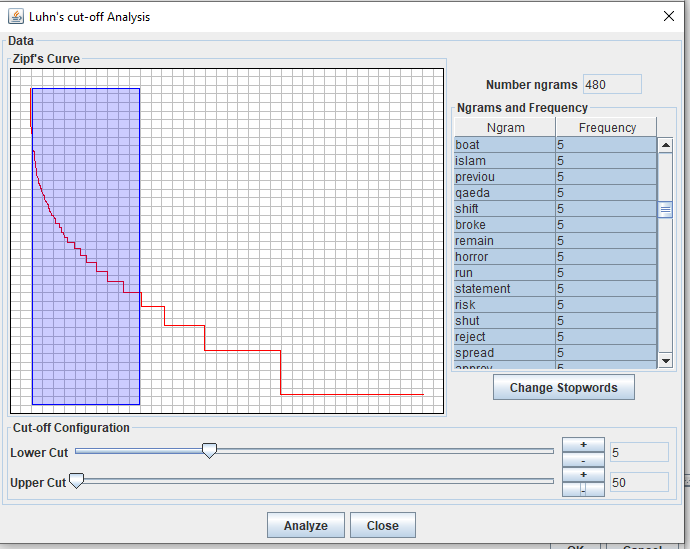 Luhn's cut-off Analysis
Data
Zipf's Curve
Number ngrams 480
Ngrams and Frequency
Ngram Frequency
boat 5
islam 5
previou 5
qaeda 5
shift 5
broke 5
remain 5
horror 5
run 5
statement 5
risk 5
shut 5
reject 5
spread 5
Change Stopwords
Cut-off Configuration
Lower Cut + - 5
Upper Cut + - 50
Analyze Close